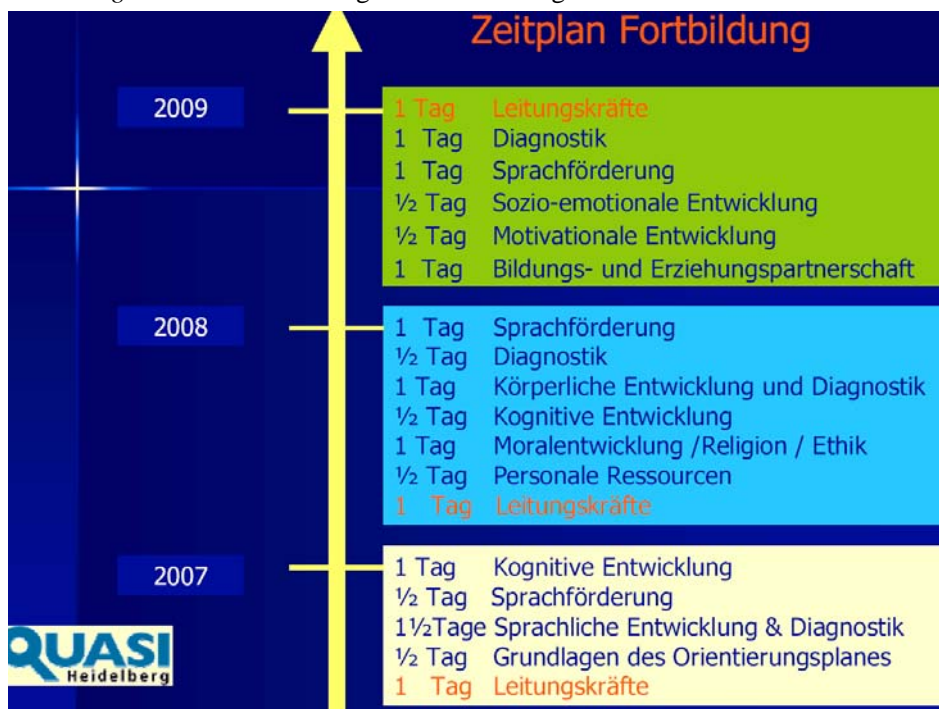 Zeitplan Fortbildung
2009
1 Tag Leitungskräfte
1 Tag Diagnostik
1 Tag Sprachförderung
½ Tag Sozio-emotionale Entwicklung
½ Tag Motivationale Entwicklung
1 Tag Bildungs- und Erziehungspartnerschaft
2008
1 Tag Sprachförderung
½ Tag Diagnostik
1 Tag Körperliche Entwicklung und Diagnostik
½ Tag Kognitive Entwicklung
1 Tag Moralentwicklung /Religion / Ethik
½ Tag Personale Ressourcen
1 Tag Leitungskräfte
2007
1 Tag Kognitive Entwicklung
½ Tag Sprachförderung
1½Tage Sprachliche Entwicklung & Diagnostik
½ Tag Grundlagen des Orientierungsplanes
1 Tag Leitungskräfte
QUASI
Heidelberg